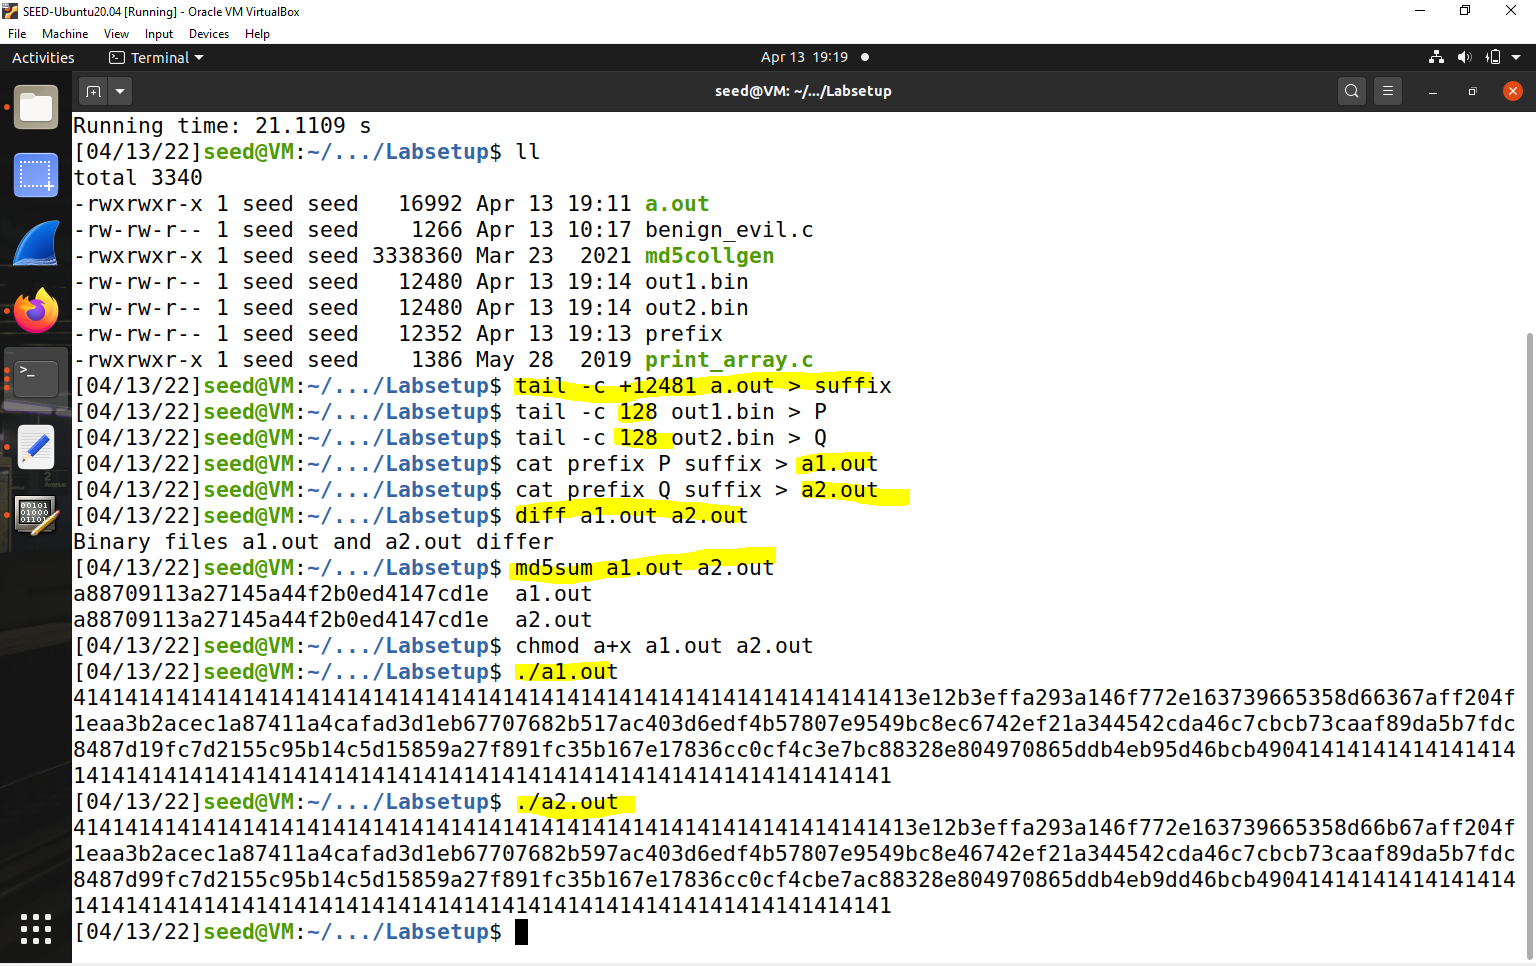 SEED-Ubuntu20.04 [Running] - Oracle VM VirtualBox
File Machine View Input Devices Help
Activities Terminal Apr 13 19:19
seed@VM: ~/.../Labsetup
Running time: 21.1109 s
[04/13/22]seed@VM:~/.../Labsetup$ ll
total 3340
-rwxrwxr-x 1 seed seed   16992 Apr 13 19:11 a.out
-rw-rw-r-- 1 seed seed    1266 Apr 13 10:17 benign_evil.c
-rwxrwxr-x 1 seed seed 3338360 Mar 23  2021 md5collgen
-rw-rw-r-- 1 seed seed   12480 Apr 13 19:14 out1.bin
-rw-rw-r-- 1 seed seed   12480 Apr 13 19:14 out2.bin
-rw-rw-r-- 1 seed seed   12352 Apr 13 19:13 prefix
-rwxrwxr-x 1 seed seed    1386 May 28  2019 print_array.c
[04/13/22]seed@VM:~/.../Labsetup$ tail -c +12481 a.out > suffix
[04/13/22]seed@VM:~/.../Labsetup$ tail -c 128 out1.bin > P
[04/13/22]seed@VM:~/.../Labsetup$ tail -c 128 out2.bin > Q
[04/13/22]seed@VM:~/.../Labsetup$ cat prefix P suffix > a1.out
[04/13/22]seed@VM:~/.../Labsetup$ cat prefix Q suffix > a2.out
[04/13/22]seed@VM:~/.../Labsetup$ diff a1.out a2.out
Binary files a1.out and a2.out differ
[04/13/22]seed@VM:~/.../Labsetup$ md5sum a1.out a2.out
a88709113a27145a44f2b0ed4147cd1e  a1.out
a88709113a27145a44f2b0ed4147cd1e  a2.out
[04/13/22]seed@VM:~/.../Labsetup$ chmod a+x a1.out a2.out
[04/13/22]seed@VM:~/.../Labsetup$ ./a1.out
4141414141414141414141414141414141414141414141414141414141414141413e12b3effa293a146f772e163739665358d66367aff204f
1eaa3b2acec1a87411a4cafad3d1eb67707682b517ac403d6edf4b57807e9549bc8ec6742ef21a344542cda46c7cbcb73caaf89da5b7fdc
8487d19fc7d2155c95b14c5d15859a27f891fc35b167e17836cc0cf4c3e7bc88328e804970865ddb4eb95d46bcb49041414141414141414
141414141414141414141414141414141414141414141414141414141414141
[04/13/22]seed@VM:~/.../Labsetup$ ./a2.out
4141414141414141414141414141414141414141414141414141414141414141413e12b3effa293a146f772e163739665358d66b67aff204f
1eaa3b2acec1a87411a4cafad3d1eb67707682b597ac403d6edf4b57807e9549bc8e46742ef21a344542cda46c7cbcb73caaf89da5b7fdc
8487d99fc7d2155c95b14c5d15859a27f891fc35b167e17836cc0cf4cbe7ac88328e804970865ddb4eb9dd46bcb49041414141414141414
141414141414141414141414141414141414141414141414141414141414141
[04/13/22]seed@VM:~/.../Labsetup$